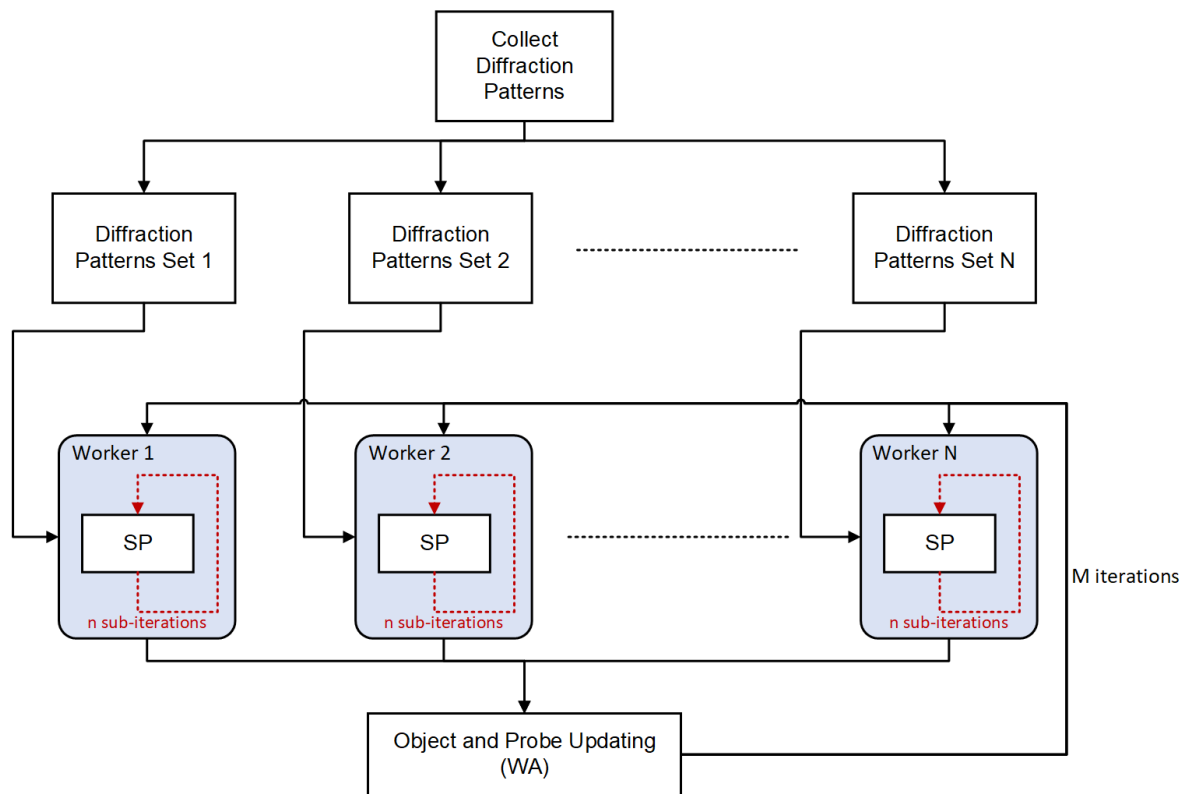 Collect
Diffraction
Patterns
Diffraction
Patterns Set 1
Diffraction
Patterns Set 2
Diffraction
Patterns Set N
Worker 1
SP
n sub-iterations
Worker 2
SP
n sub-iterations
Worker N
SP
n sub-iterations
M iterations
Object and Probe Updating
(WA)